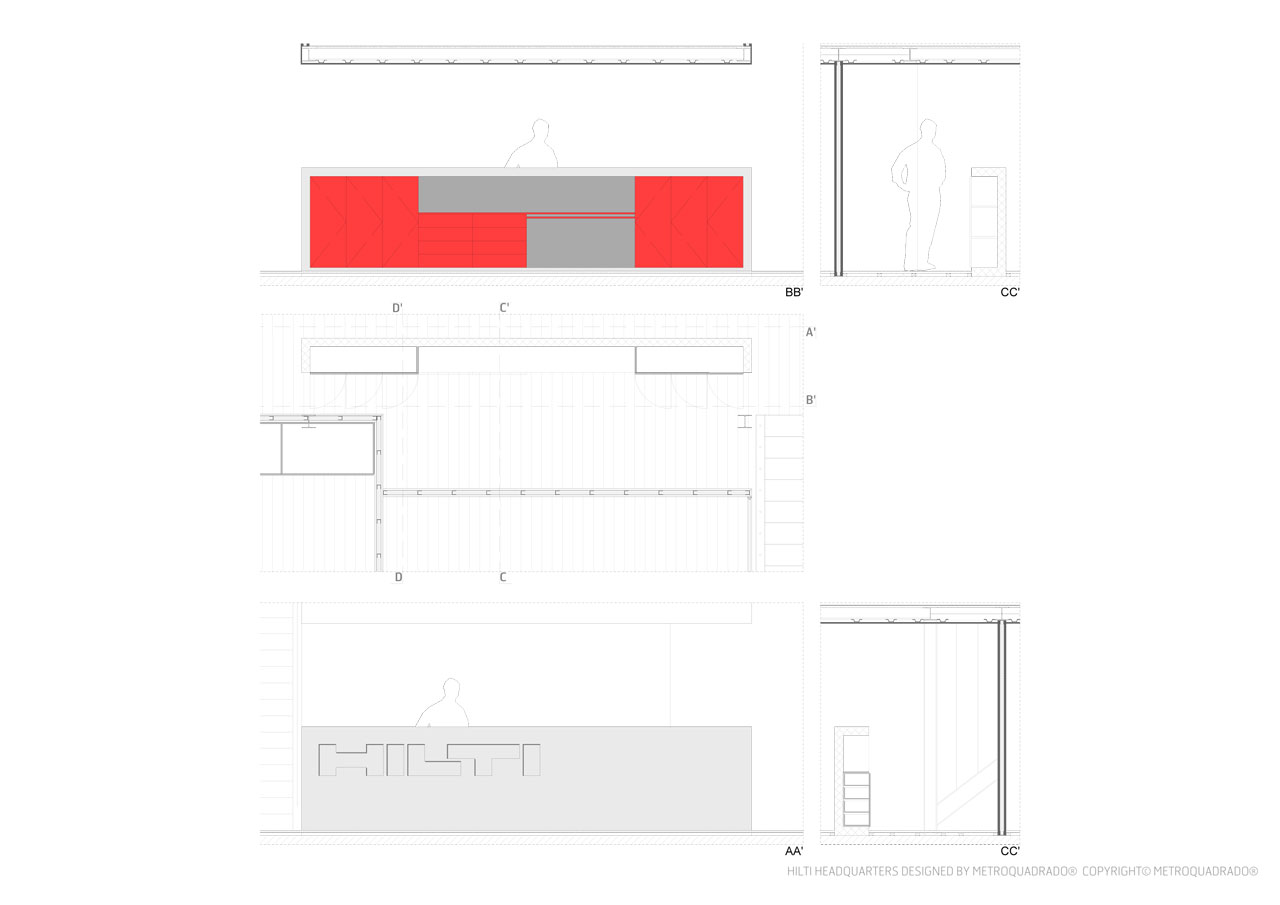 BB'
CC'
D'
C'
A'
B'
D
C
HILTI
AA'
CC'
HILTI HEADQUARTERS DESIGNED BY METROQUADRADO® COPYRIGHT© METROQUADRADO®